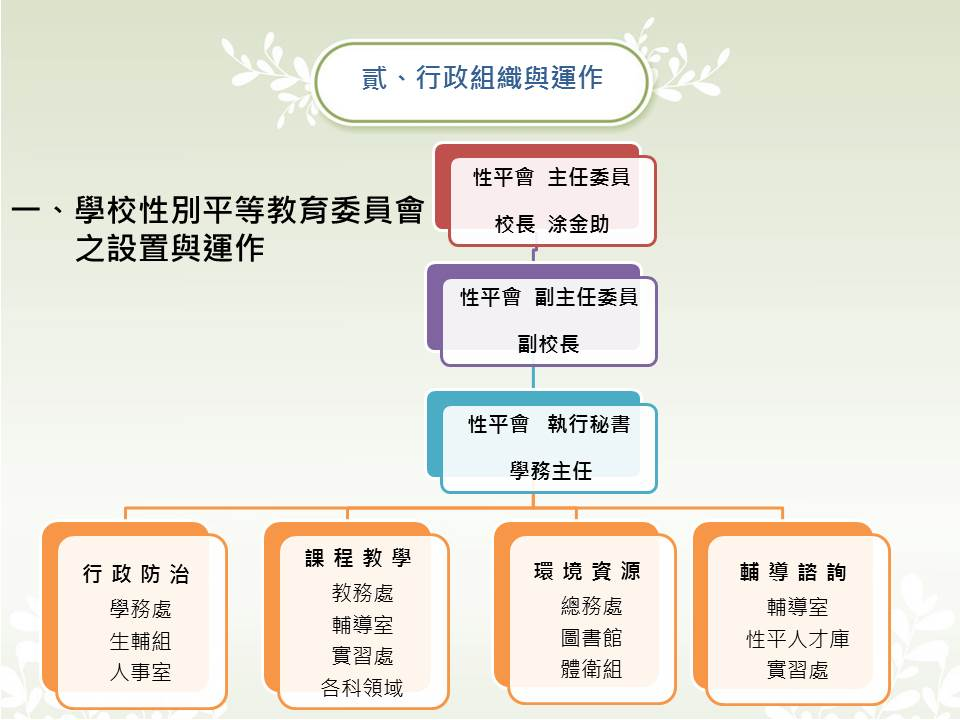 貳、行政組織與運作
一、學校性別平等教育委員會
之設置與運作
性平會 主任委員
校長 涂金助
性平會 副主任委員
副校長
性平會 執行秘書
學務主任
行政防治
學務處
生輔組
人事室
課程教學
教務處
輔導室
實習處
各科領域
環境資源
總務處
圖書館
體衛組
輔導諮詢
輔導室
性平人才庫
實習處